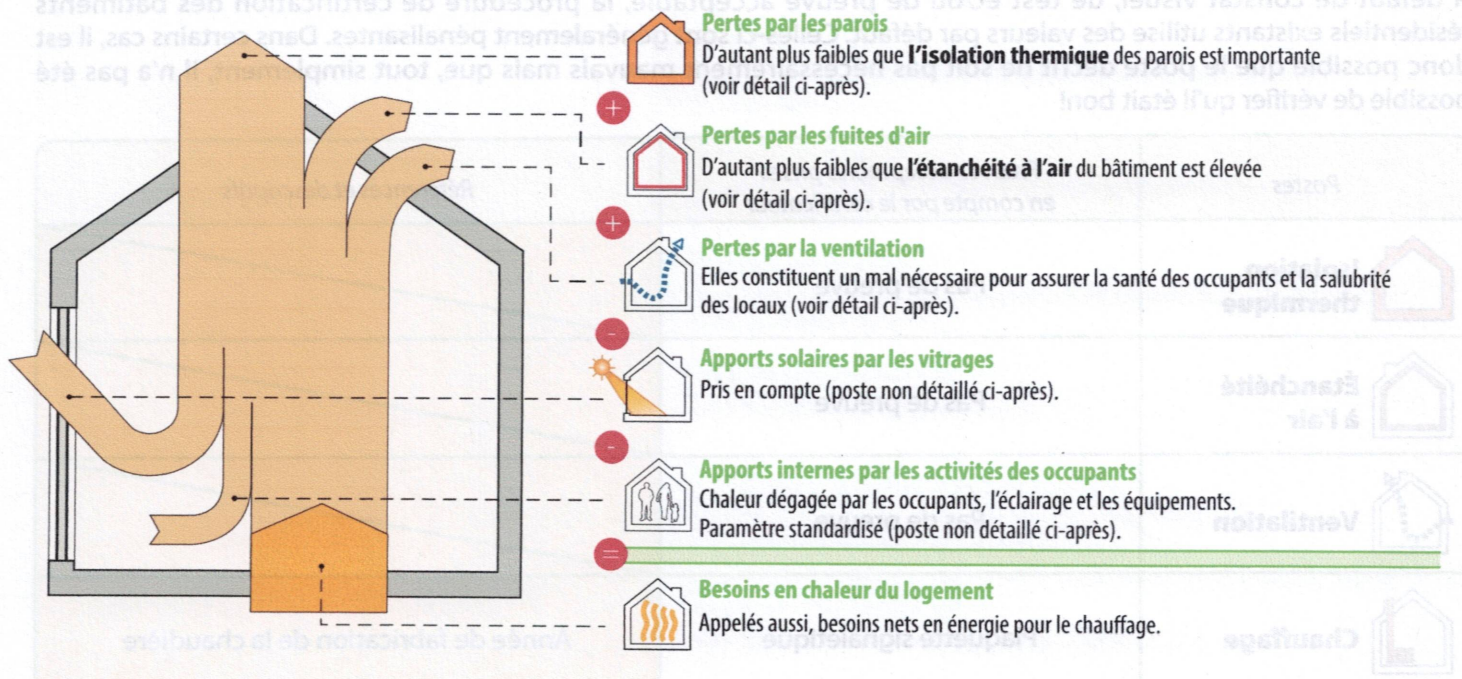 Pertes par les parois
D'autant plus faibles que l'isolation thermique des parois est importante
(voir détail ci-après).
+
Pertes par les fuites d'air
D'autant plus faibles que l'étanchéité à l'air du bâtiment est élevée
(voir détail ci-après).
+
Pertes par la ventilation
Elles constituent un mal nécessaire pour assurer la santé des occupants et la salubrité
des locaux (voir détail ci-après).
-
Apports solaires par les vitrages
Pris en compte (poste non détaillé ci-après).
-
Apports internes par les activités des occupants
Chaleur dégagée par les occupants, l'éclairage et les équipements.
Paramètre standardisé (poste non détaillé ci-après).
=
Besoins en chaleur du logement
Appelés aussi, besoins nets en énergie pour le chauffage.